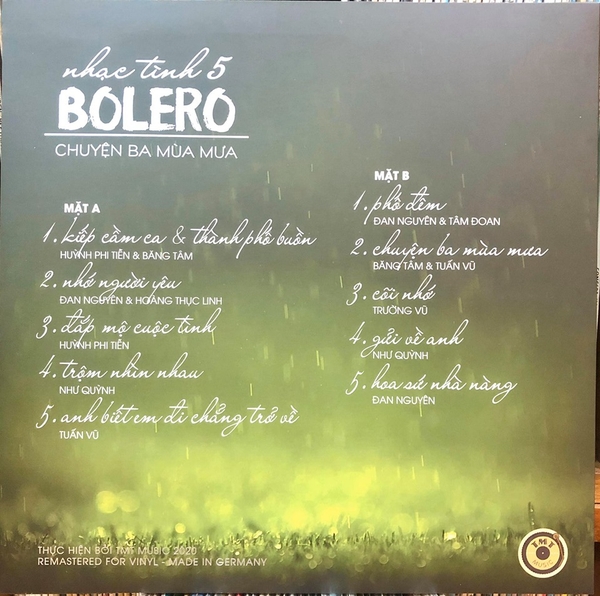 nhạc tình 5
BOLERO
CHUYỆN BA MÙA MƯA
MẶT A
1. kiếp cầm ca & thành phố buồn
HUỲNH PHI TIỄN & BĂNG TÂM
2. nhớ người yêu
ĐAN NGUYÊN & HOÀNG THỤC LINH
3. đắp mộ cuộc tình
HUỲNH PHI TIỄN
4. trộm nhìn nhau
NHƯ QUỲNH
5. anh biết em đi chẳng trở về
TUẤN VŨ
MẶT B
1. phố đêm
ĐAN NGUYÊN & TÂM ĐOAN
2. chuyện ba mùa mưa
BĂNG TÂM & TUẤN VŨ
3. cõi nhớ
TRƯỜNG VŨ
4. gửi về anh
NHƯ QUỲNH
5. hoa sứ nhà nàng
ĐAN NGUYÊN
THỰC HIỆN BỞI TMT MUSIC 2020
REMASTERED FOR VINYL - MADE IN GERMANY
TMT
MUSIC